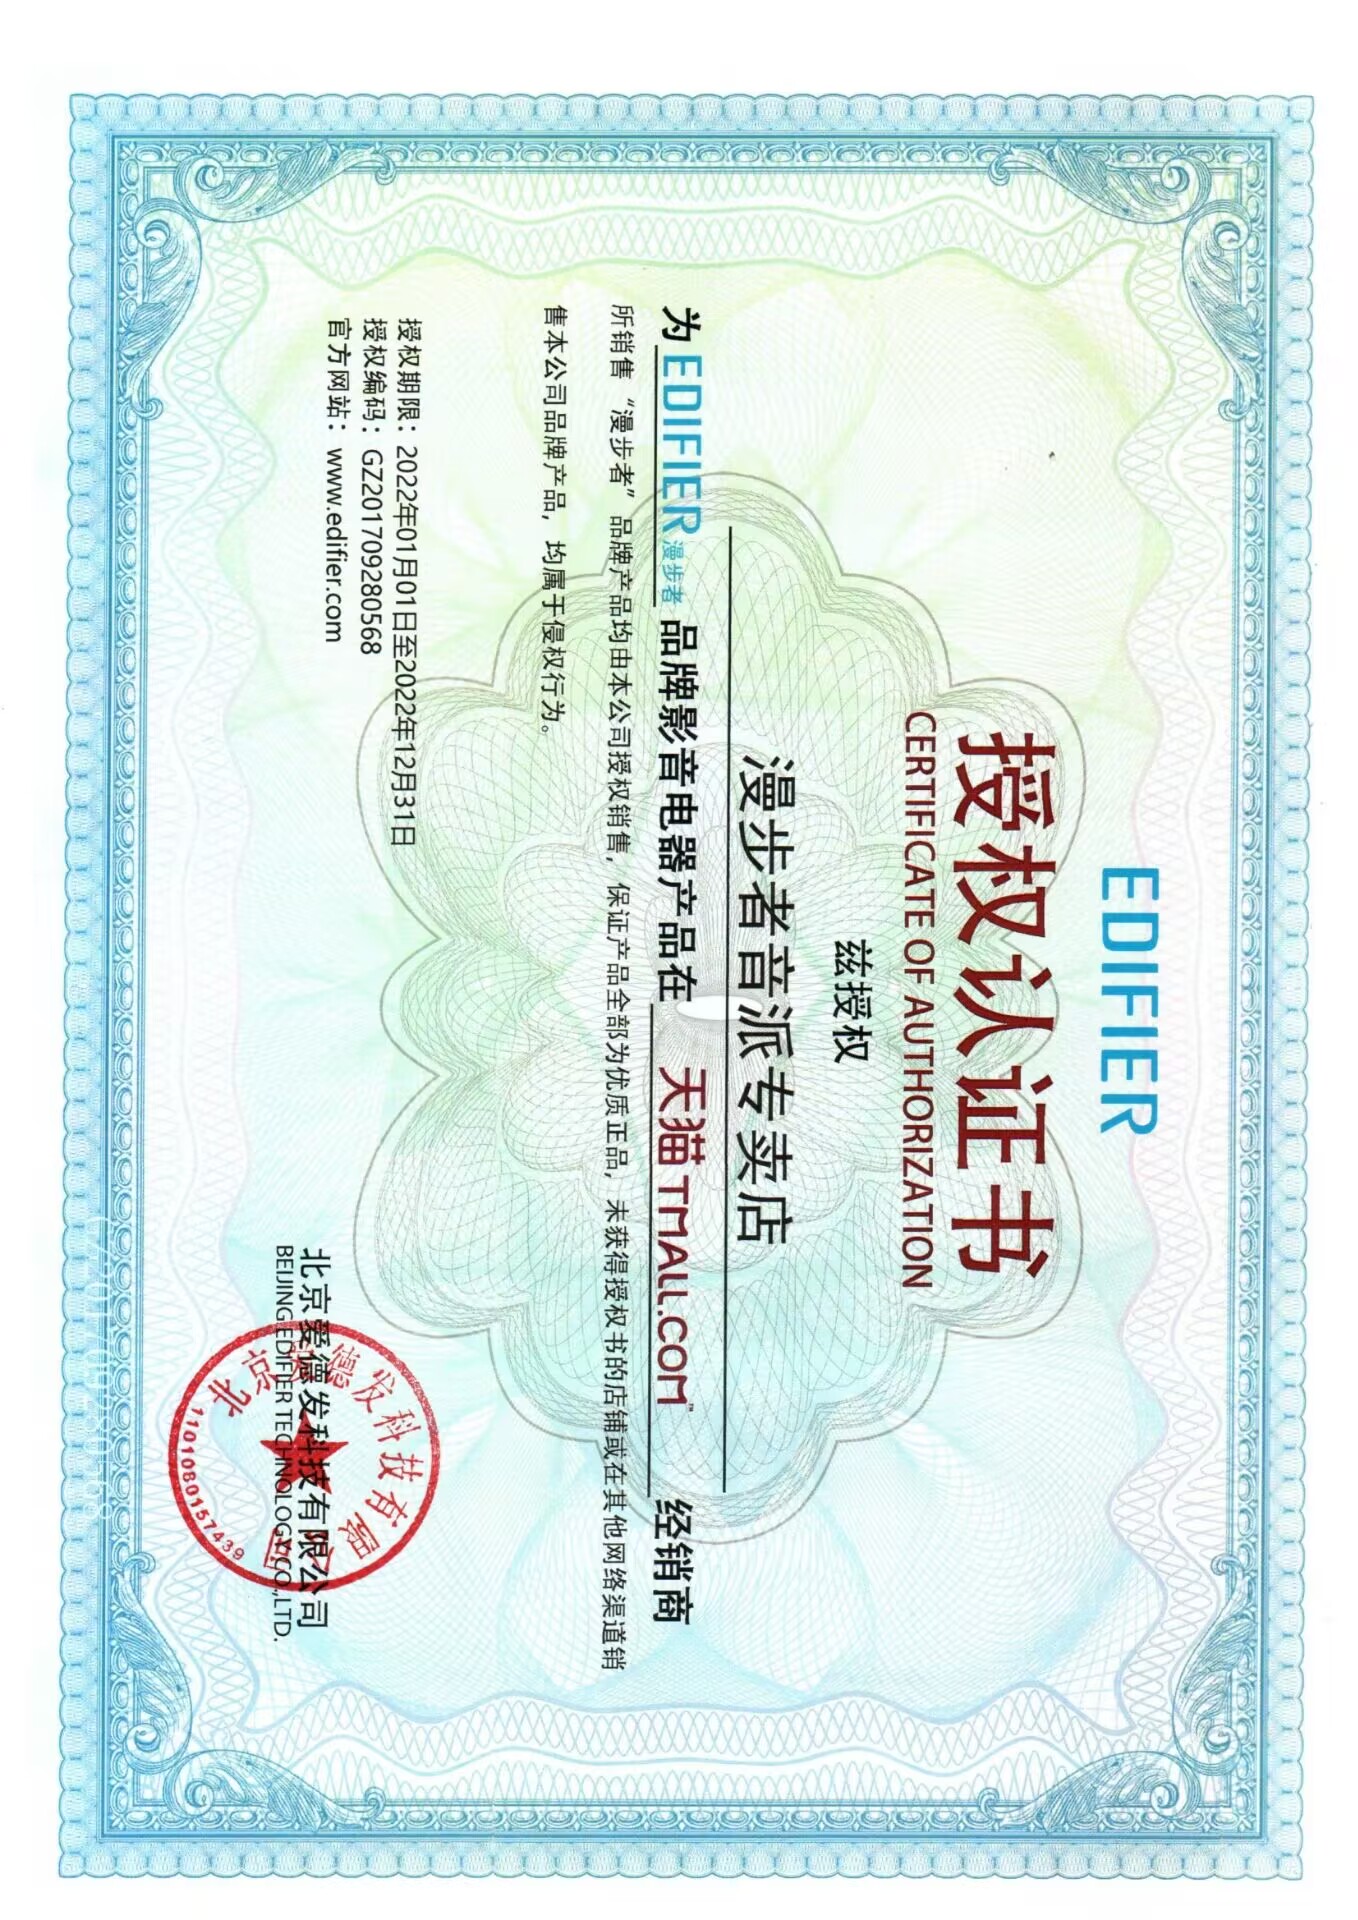 EDIFIER
授权认证书
CERTIFICATE OF AUTHORIZATION
兹授权
漫步者音派专卖店
为 EDIFIER 漫步者 品牌影音电器产品在 天猫 TMALL.COM™ 经销商
所销售“漫步者”品牌产品均由本公司授权销售，保证产品全部为优质正品，未获得授权书的店铺或在其他网络渠道销
售本公司品牌产品，均属于侵权行为。
授权期限：2022年01月01日至2022年12月31日
授权编码：GZ20170928056​8
官方网站：www.edifier.com
北京爱德发科技有限公司
BEIJING EDIFIER TECHNOLOGY CO.,LTD.
北京爱德发科技有限公司
1101080157439